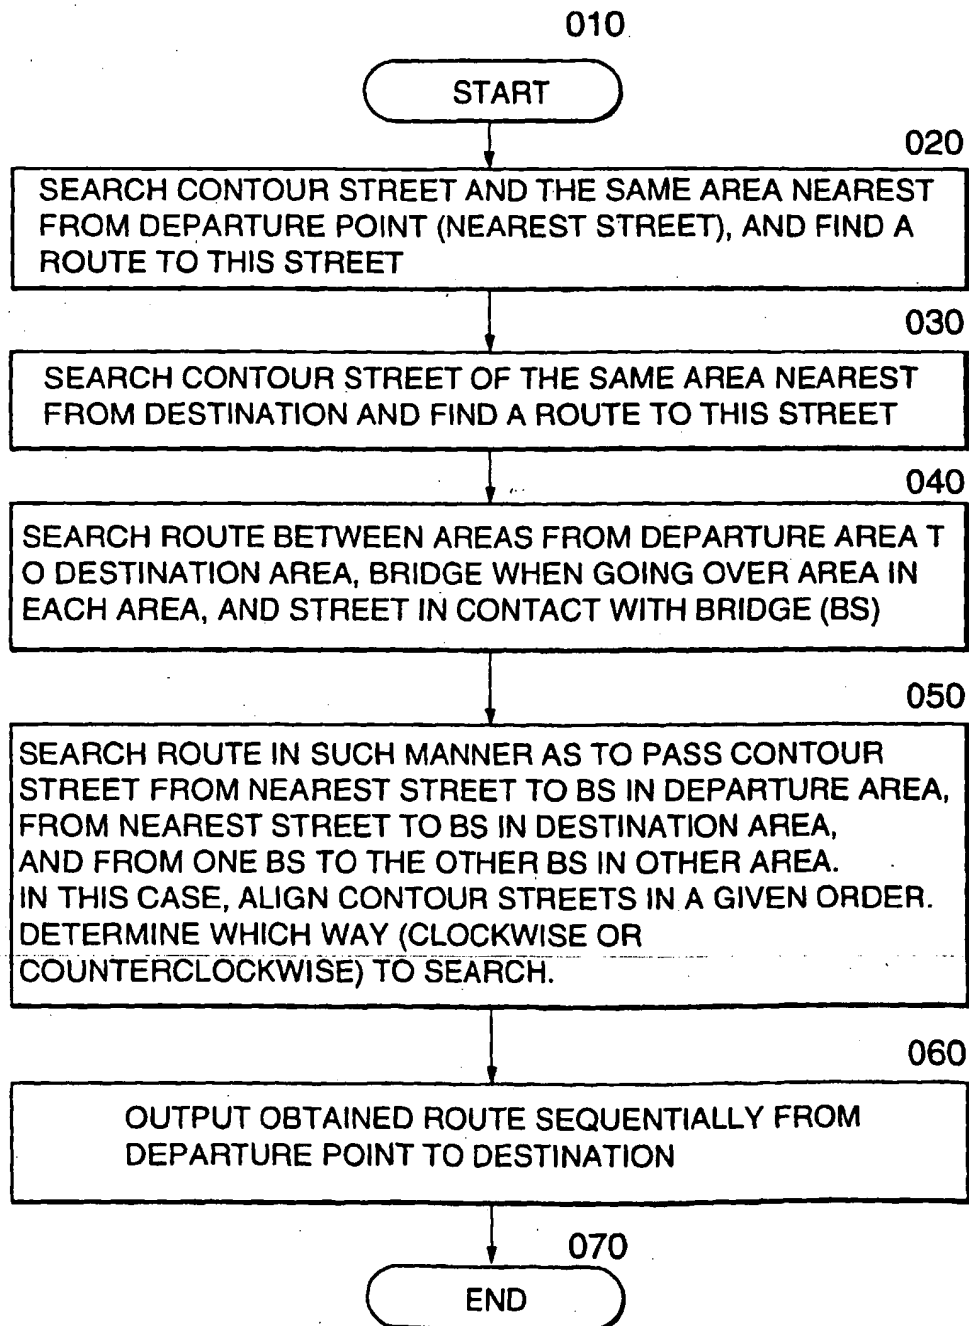 010
START
020
SEARCH CONTOUR STREET AND THE SAME AREA NEAREST
FROM DEPARTURE POINT (NEAREST STREET), AND FIND A
ROUTE TO THIS STREET
030
SEARCH CONTOUR STREET OF THE SAME AREA NEAREST
FROM DESTINATION AND FIND A ROUTE TO THIS STREET
040
SEARCH ROUTE BETWEEN AREAS FROM DEPARTURE AREA T
O DESTINATION AREA, BRIDGE WHEN GOING OVER AREA IN
EACH AREA, AND STREET IN CONTACT WITH BRIDGE (BS)
050
SEARCH ROUTE IN SUCH MANNER AS TO PASS CONTOUR
STREET FROM NEAREST STREET TO BS IN DEPARTURE AREA,
FROM NEAREST STREET TO BS IN DESTINATION AREA,
AND FROM ONE BS TO THE OTHER BS IN OTHER AREA.
IN THIS CASE, ALIGN CONTOUR STREETS IN A GIVEN ORDER.
DETERMINE WHICH WAY (CLOCKWISE OR
COUNTERCLOCKWISE) TO SEARCH.
060
OUTPUT OBTAINED ROUTE SEQUENTIALLY FROM
DEPARTURE POINT TO DESTINATION
070
END